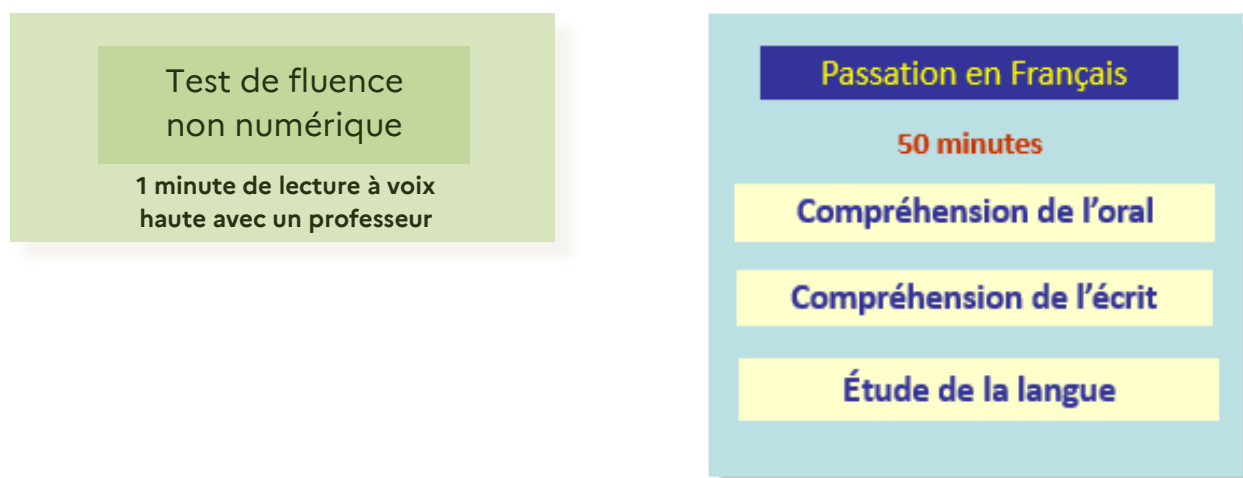 Test de fluence
non numérique
1 minute de lecture à voix
haute avec un professeur
Passation en Français
50 minutes
Compréhension de l’oral
Compréhension de l’écrit
Étude de la langue